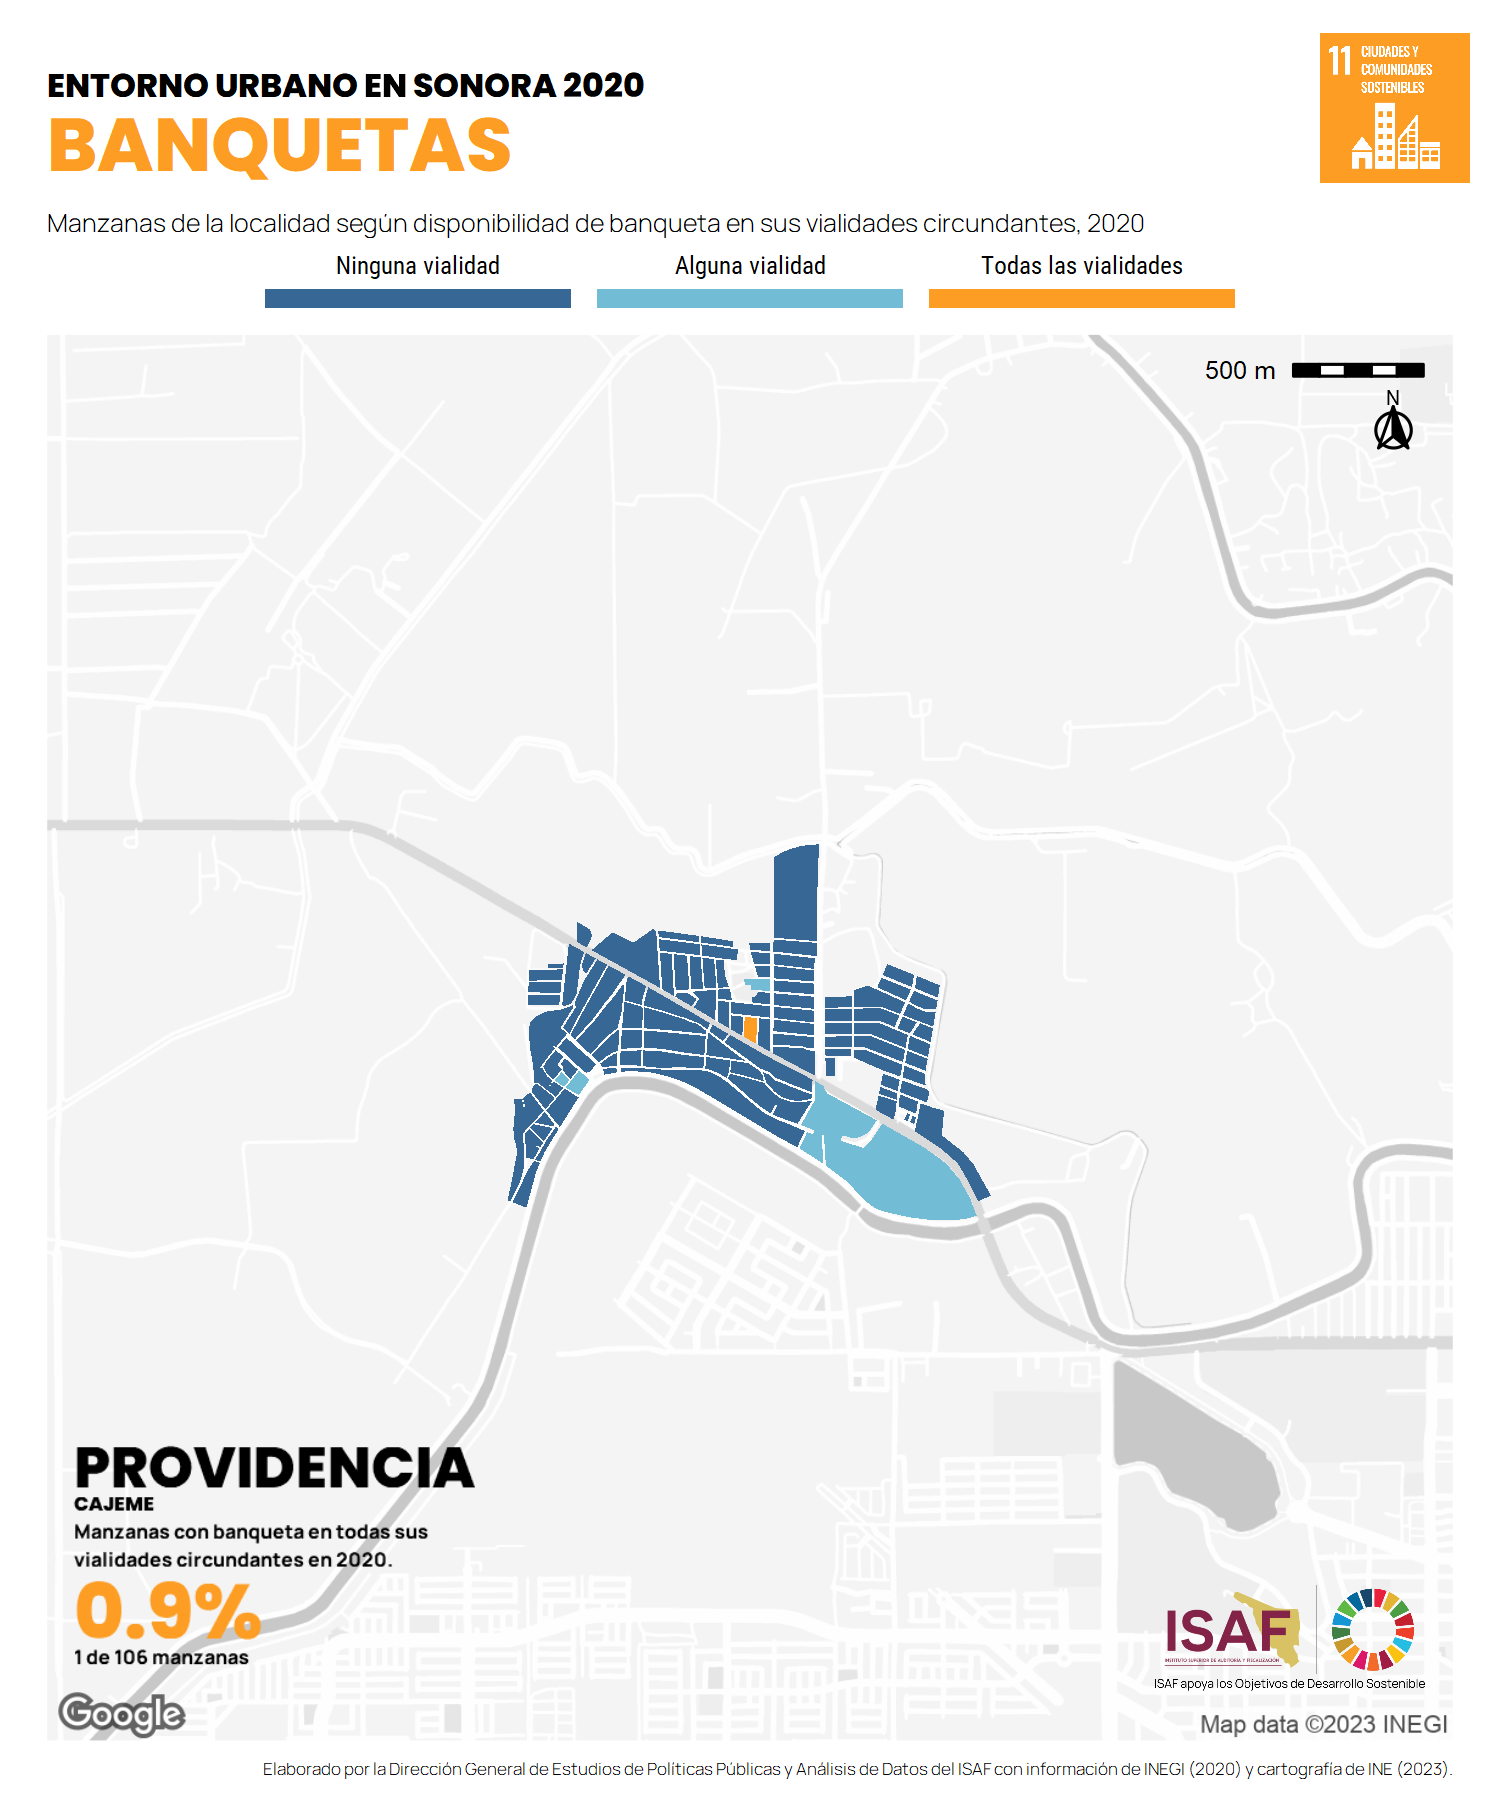 ENTORNO URBANO EN SONORA 2020
BANQUETAS
11 CIUDADES Y
COMUNIDADES
SOSTENIBLES
Manzanas de la localidad según disponibilidad de banqueta en sus vialidades circundantes, 2020
Ninguna vialidad
Alguna vialidad
Todas las vialidades
500 m
N
PROVIDENCIA
CAJEME
Manzanas con banqueta en todas sus
vialidades circundantes en 2020.
0.9%
1 de 106 manzanas
Google
ISAF
INSTITUTO SUPERIOR DE AUDITORÍA Y FISCALIZACIÓN
ISAF apoya los Objetivos de Desarrollo Sostenible
Map data ©2023 INEGI
Elaborado por la Dirección General de Estudios de Políticas Públicas y Análisis de Datos del ISAF con información de INEGI (2020) y cartografía de INE (2023).